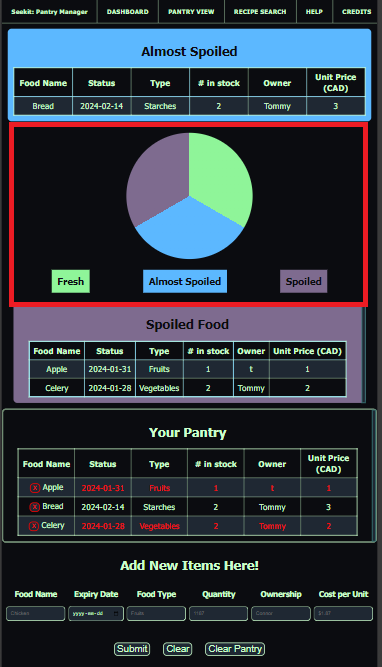 Seekit: Pantry Manager DASHBOARD PANTRY VIEW RECIPE SEARCH HELP CREDITS
Almost Spoiled
Food Name Status Type # in stock Owner Unit Price (CAD)
Bread 2024-02-14 Starches 2 Tommy 3
Fresh Almost Spoiled Spoiled
Spoiled Food
Food Name Status Type # in stock Owner Unit Price (CAD)
Apple 2024-01-31 Fruits 1 t 1
Celery 2024-01-28 Vegetables 2 Tommy 2
Your Pantry
Food Name Status Type # in stock Owner Unit Price (CAD)
X Apple 2024-01-31 Fruits 1 t 1
X Bread 2024-02-14 Starches 2 Tommy 3
X Celery 2024-01-28 Vegetables 2 Tommy 2
Add New Items Here!
Food Name Expiry Date Food Type Quantity Ownership Cost per Unit
Chicken yyyy-mm-dd Fruits Connor
Submit Clear Clear Pantry